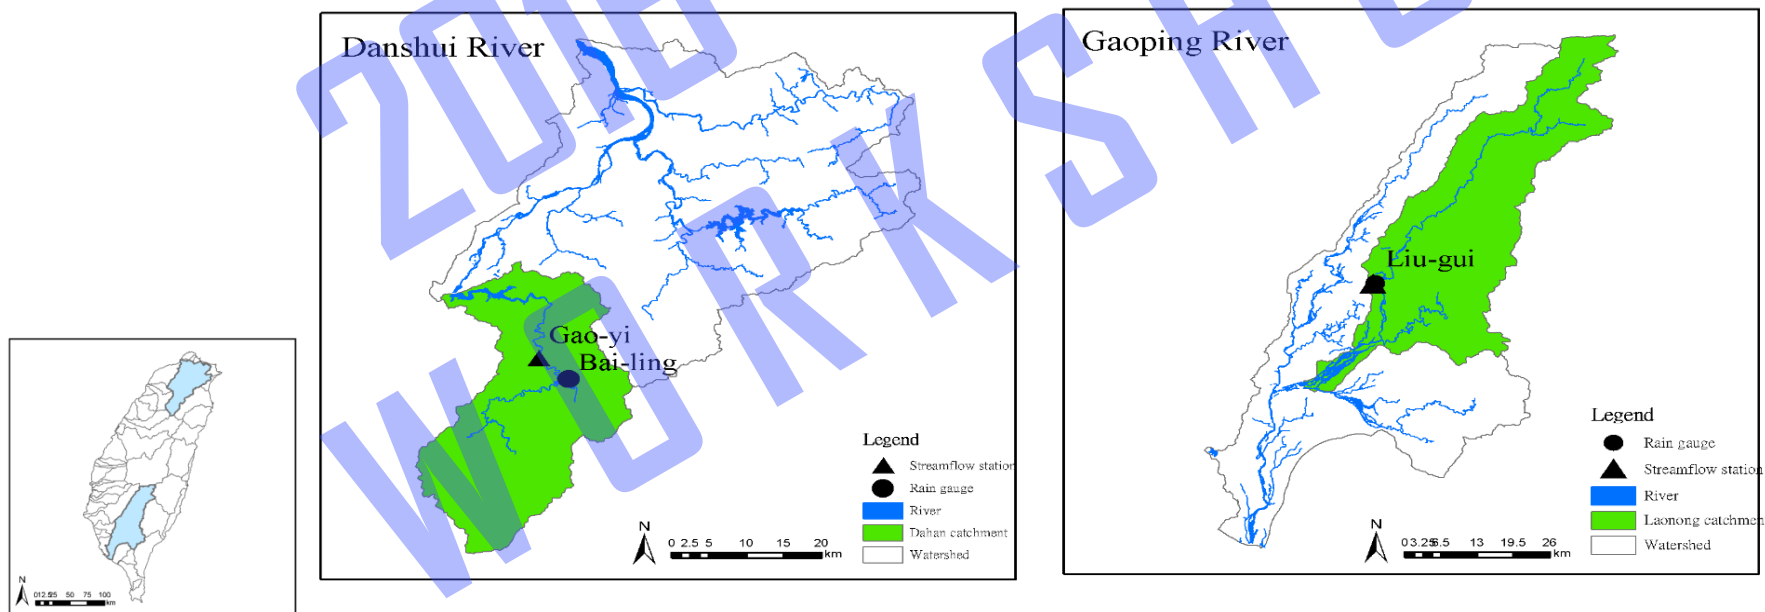 Danshui River
Gao-yi
Bai-ling
Legend
Streamflow station
Rain gauge
River
Dahan catchment
Watershed
N
0 2.5 5 10 15 20
km
Gaoping River
Liu-gui
Legend
Rain gauge
Streamflow station
River
Laonong catchmen
Watershed
N
0 3.25 6.5 13 19.5 26
km
N
0 12.5 25 50 75 100
km
201
WORKSH